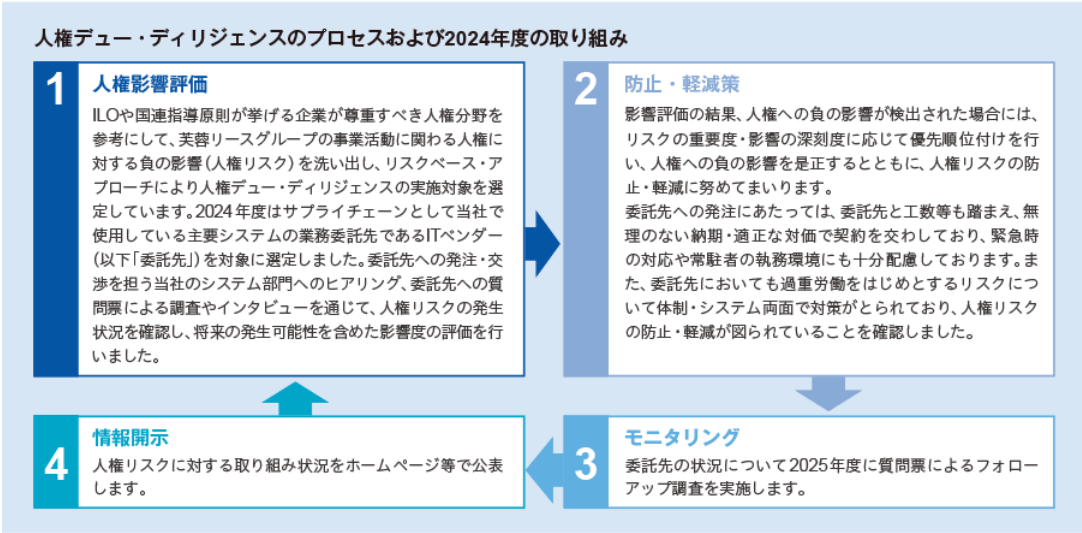 人権デュー・ディリジェンスのプロセスおよび2024年度の取り組み
1
人権影響評価
ILOや国連指導原則が挙げる企業が尊重すべき人権分野を
参考にして、芙蓉リースグループの事業活動に関わる人権に
対する負の影響（人権リスク）を洗い出し、リスクベース・ア
プローチにより人権デュー・ディリジェンスの実施対象を選
定しています。2024年度はサプライチェーンとして当社で
使用している主要システムの業務委託先であるITベンダー
（以下「委託先」）を対象に選定しました。委託先への発注・交
渉を担う当社のシステム部門へのヒアリング、委託先への質
問票による調査やインタビューを通じて、人権リスクの発生
状況を確認し、将来の発生可能性を含めた影響度の評価を行
いました。
2
防止・軽減策
影響評価の結果、人権への負の影響が検出された場合には、
リスクの重要度・影響の深刻度に応じて優先順位付けを行
い、人権への負の影響を是正するとともに、人権リスクの防
止・軽減に努めてまいります。
委託先への発注にあたっては、委託先と工数等も踏まえ、無
理のない納期・適正な対価で契約を交わしており、緊急時
の対応や常駐者の執務環境にも十分配慮しております。ま
た、委託先においても過重労働をはじめとするリスクにつ
いて体制・システム両面で対策がとられており、人権リスク
の防止・軽減が図られていることを確認しました。
3
モニタリング
委託先の状況について2025年度に質問票によるフォロー
アップ調査を実施します。
4
情報開示
人権リスクに対する取り組み状況をホームページ等で公表
します。